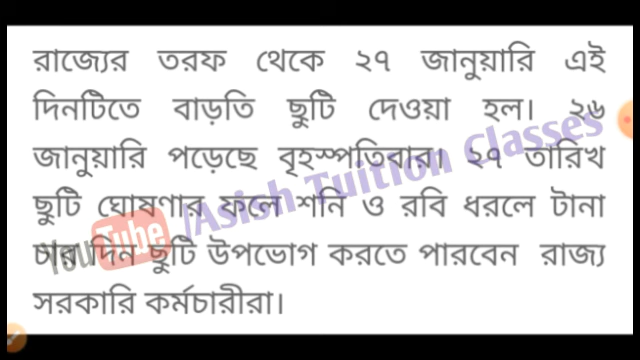 রাজ্যের তরফ থেকে ২৭ জানুয়ারি এই
দিনটিতে বাড়তি ছুটি দেওয়া হল। ২৬
জানুয়ারি পড়েছে বৃহস্পতিবার। ২৭ তারিখ
ছুটি ঘোষণার ফলে শনি ও রবি ধরলে টানা
চার দিন ছুটি উপভোগ করতে পারবেন রাজ্য
সরকারি কর্মচারীরা।
YouTube/Asish Tuition Classes